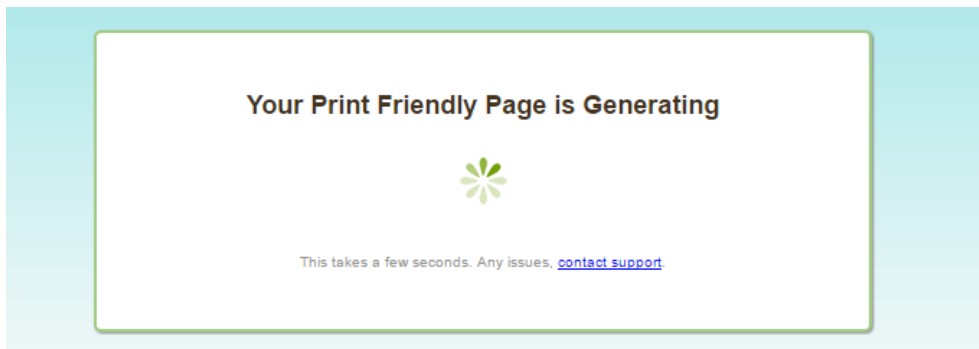 Your Print Friendly Page is Generating
This takes a few seconds. Any issues, contact support.